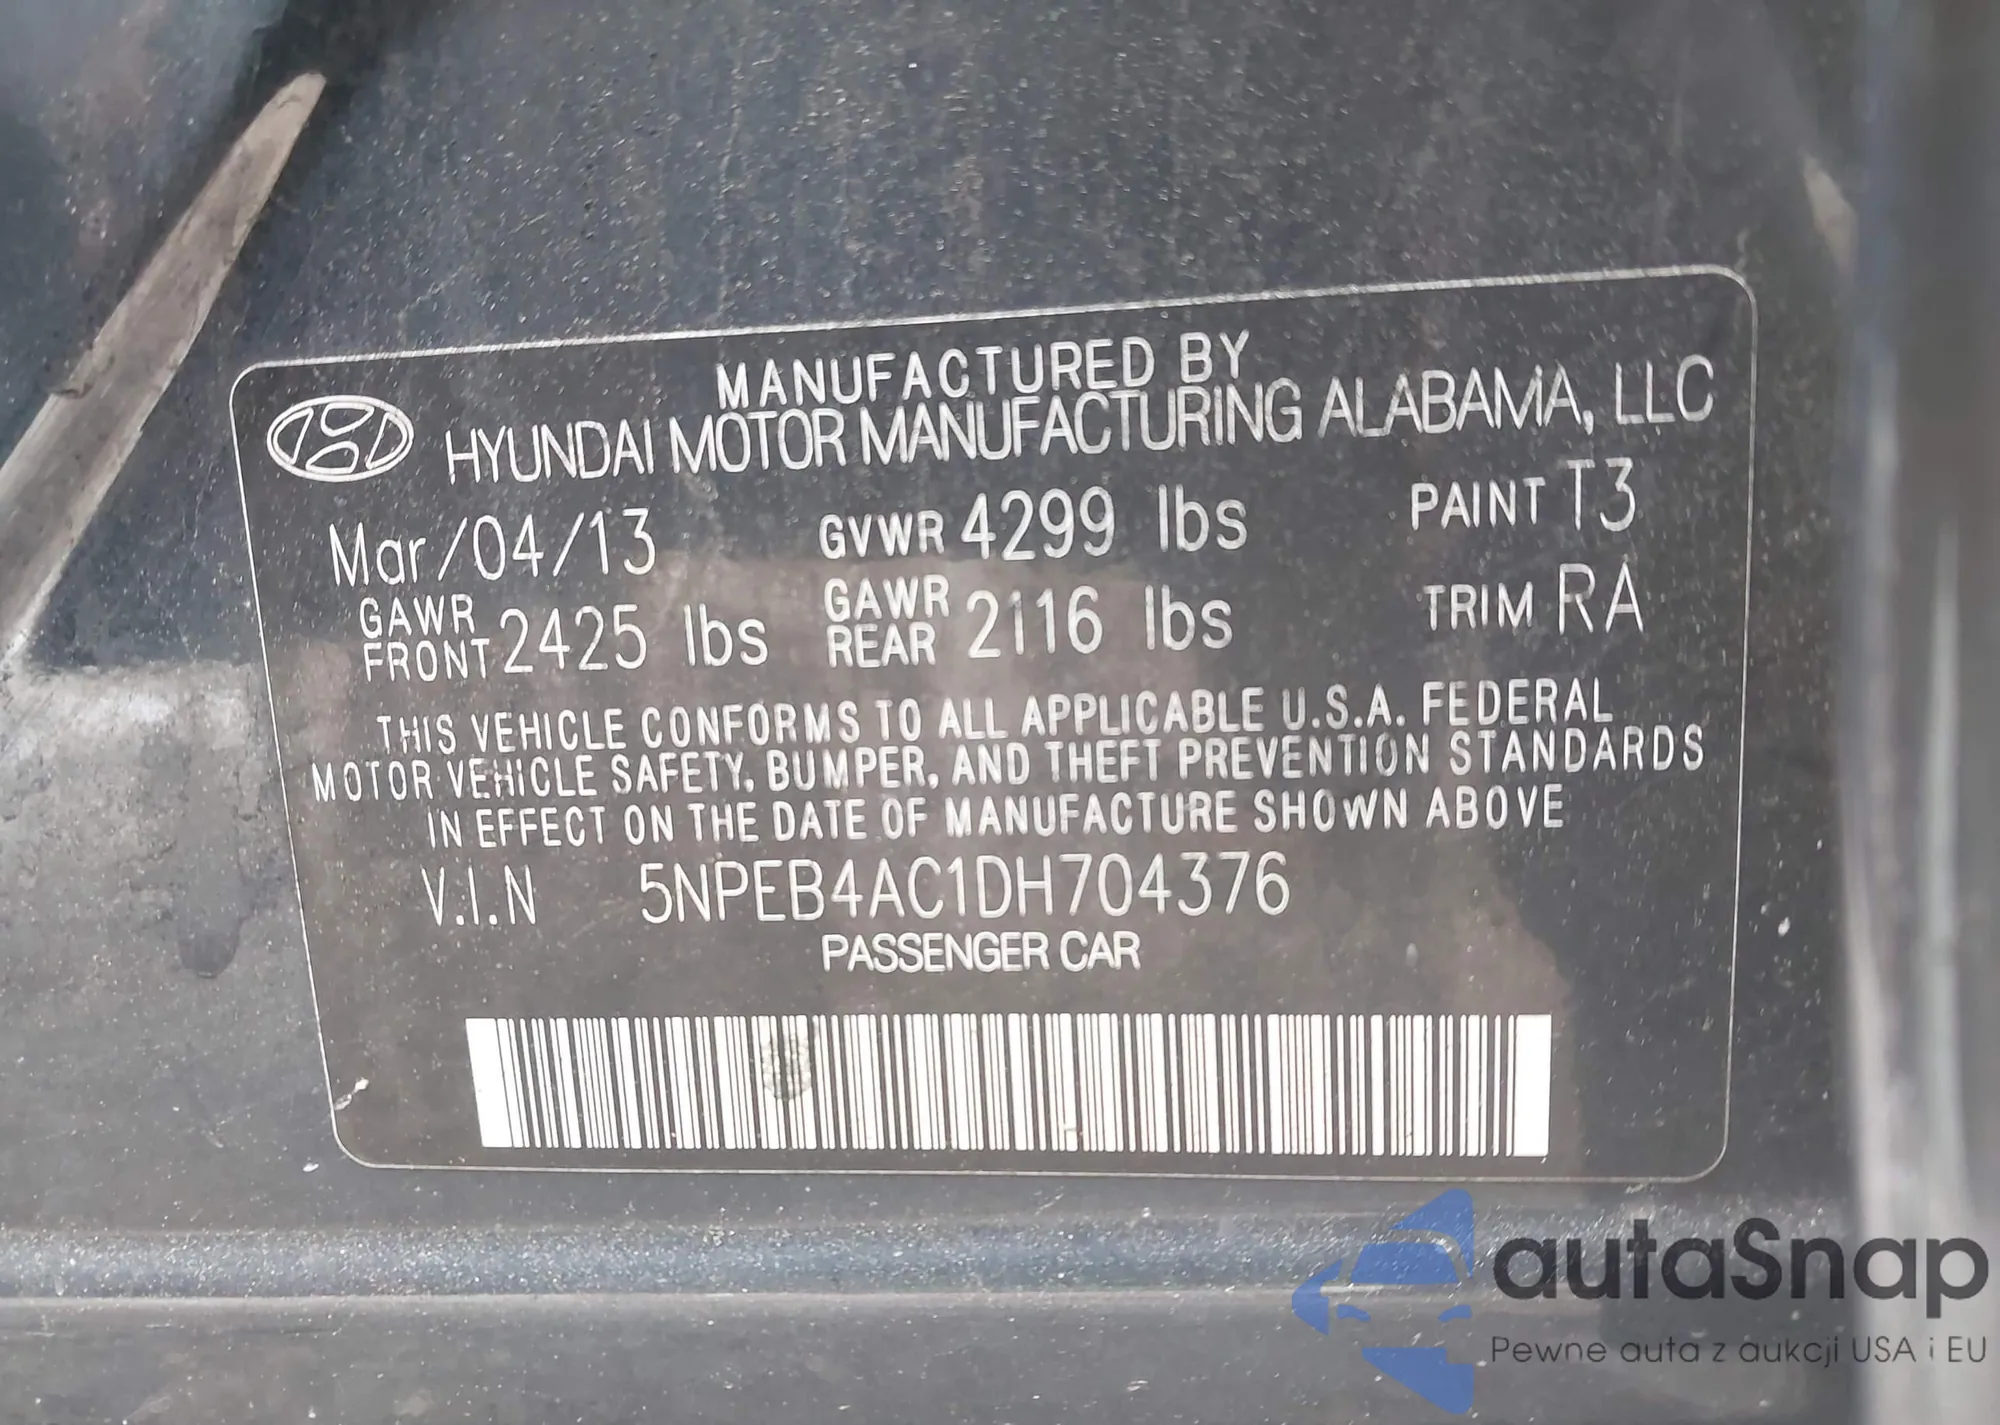 MANUFACTURED BY
HYUNDAI MOTOR MANUFACTURING ALABAMA, LLC
Mar/04/13 GVWR 4299 lbs PAINT T3
GAWR FRONT 2425 lbs GAWR REAR 2116 lbs TRIM RA
THIS VEHICLE CONFORMS TO ALL APPLICABLE U.S.A. FEDERAL
MOTOR VEHICLE SAFETY, BUMPER, AND THEFT PREVENTION STANDARDS
IN EFFECT ON THE DATE OF MANUFACTURE SHOWN ABOVE
V.I.N 5NPEB4AC1DH704376
PASSENGER CAR
autaSnap
Pewne auta z aukcji USA i EU